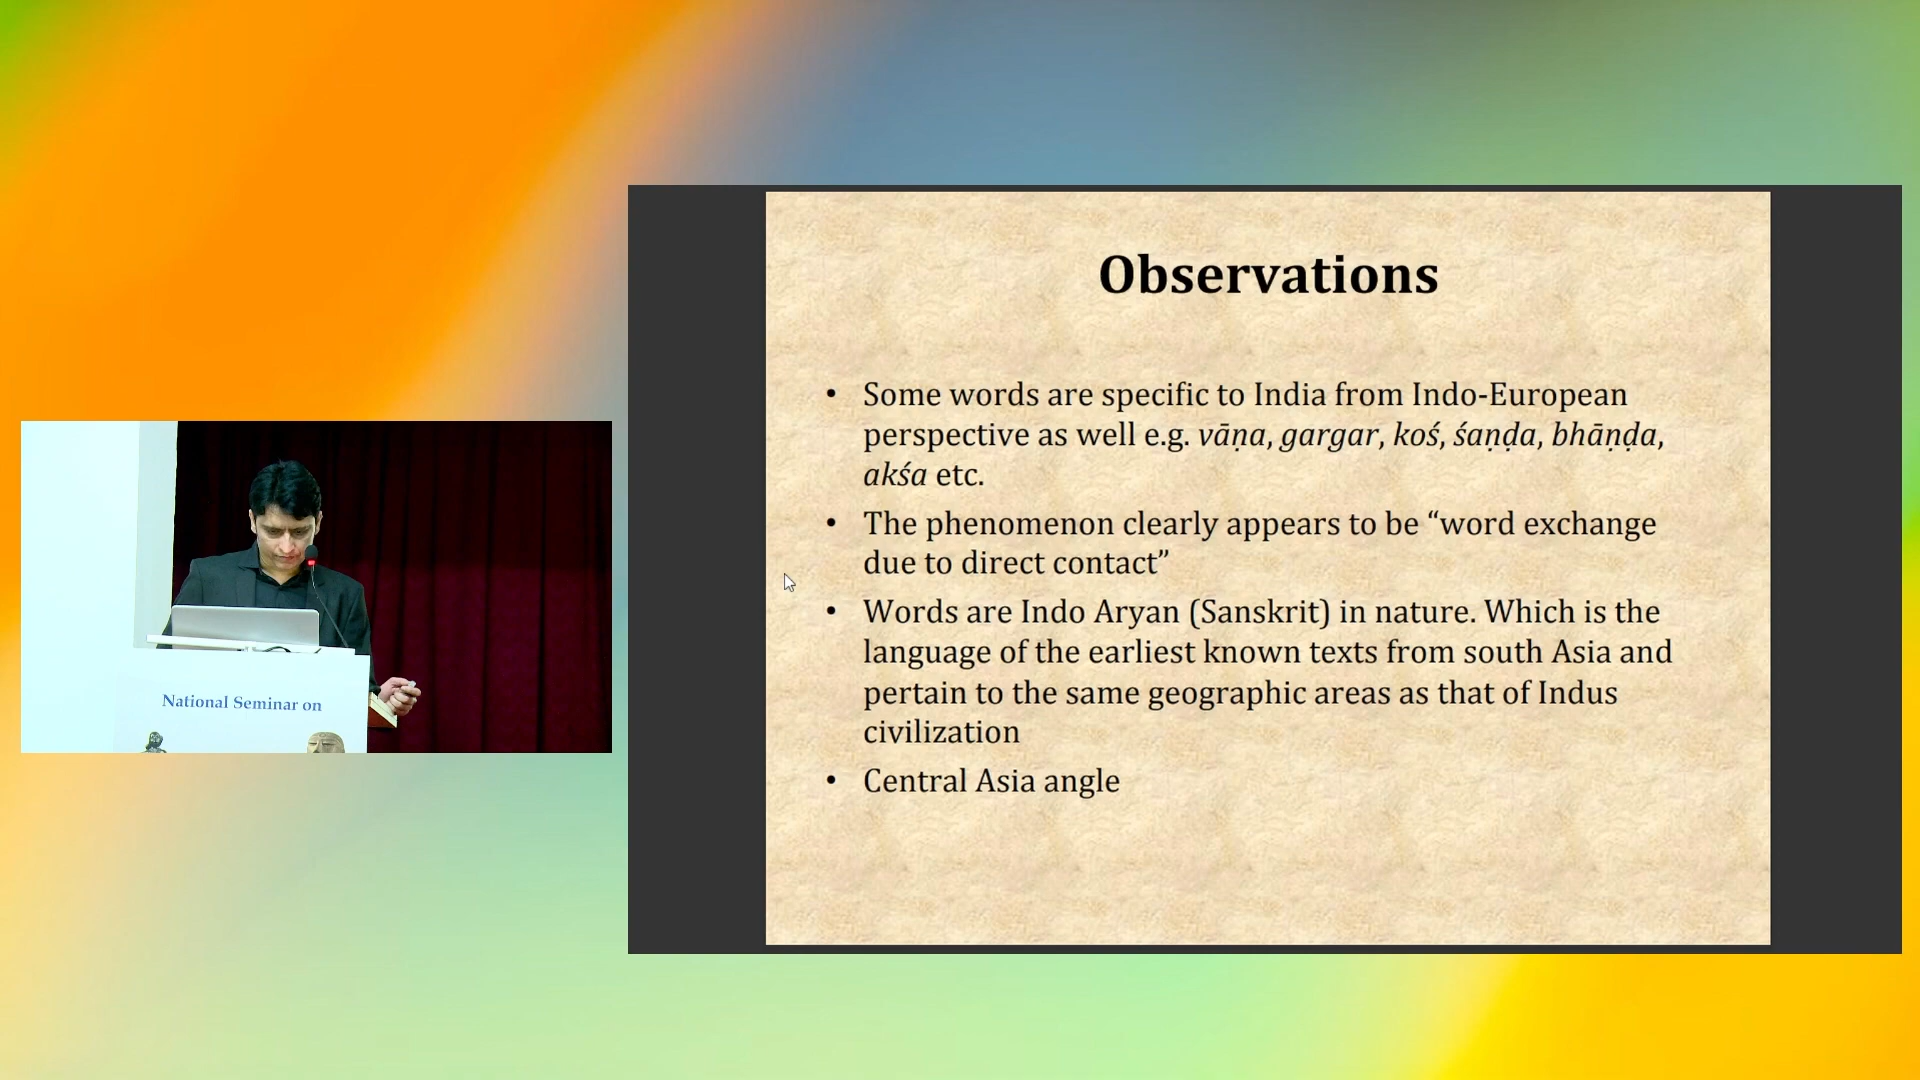 Observations
• Some words are specific to India from Indo-European
perspective as well e.g. vāṇa, gargar, koś, śaṇḍa, bhāṇḍa,
akśa etc.
• The phenomenon clearly appears to be “word exchange
due to direct contact”
• Words are Indo Aryan (Sanskrit) in nature. Which is the
language of the earliest known texts from south Asia and
pertain to the same geographic areas as that of Indus
civilization
• Central Asia angle
National Seminar on